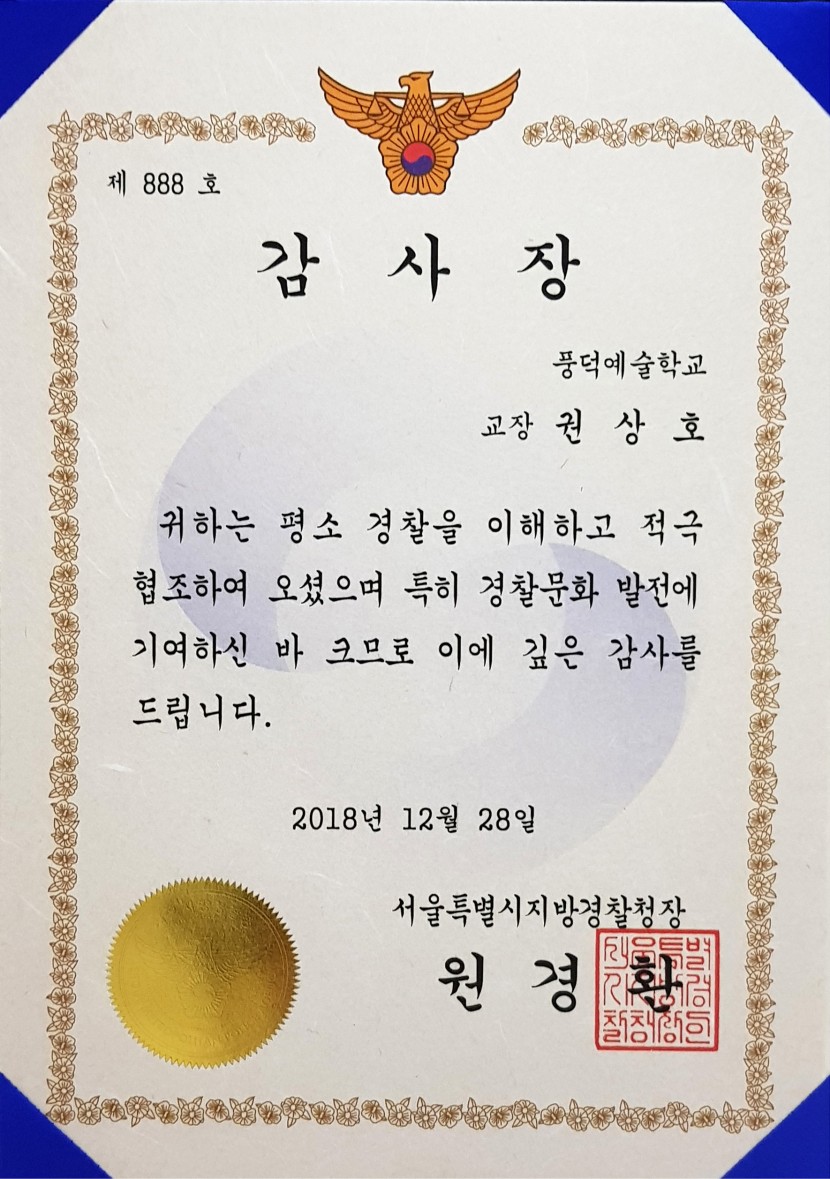 제 888 호
감 사 장
풍덕예술학교
교장 권 상 호
귀하는 평소 경찰을 이해하고 적극
협조하여 오셨으며 특히 경찰문화 발전에
기여하신 바 크므로 이에 깊은 감사를
드립니다.
2018년 12월 28일
서울특별시지방경찰청장
원 경 환